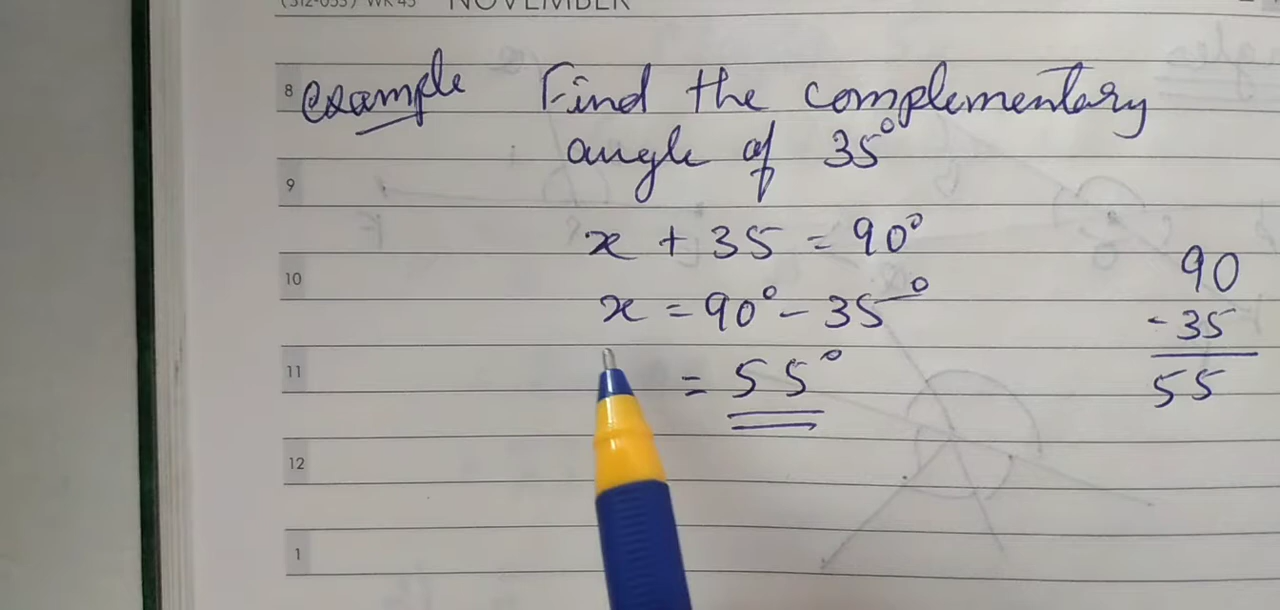 NOVEMBER
8
example Find the complementary
angle of 35°
9
x + 35 = 90°
10
x = 90° - 35°
90
- 35
55
11
= 55°
12
1